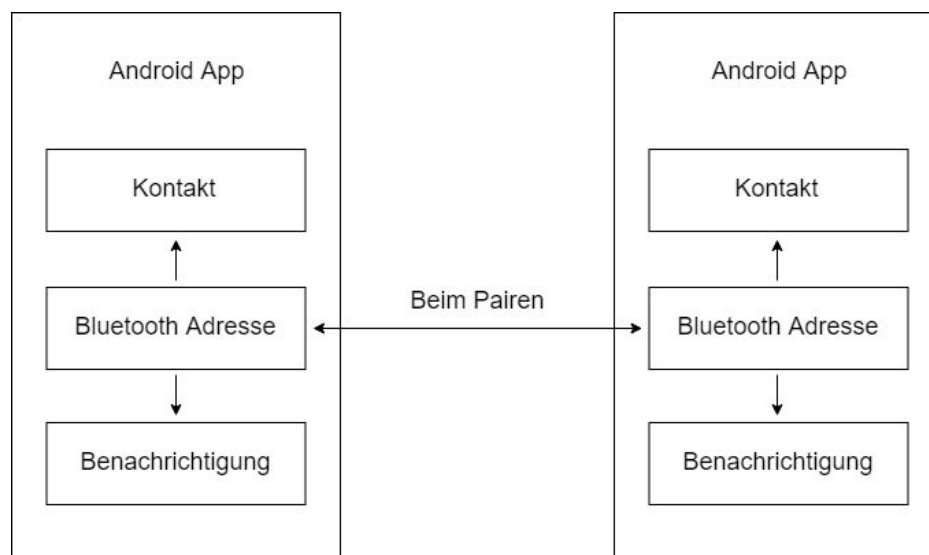 Android App
Kontakt
Bluetooth Adresse
Benachrichtigung
Beim Pairen
Android App
Kontakt
Bluetooth Adresse
Benachrichtigung